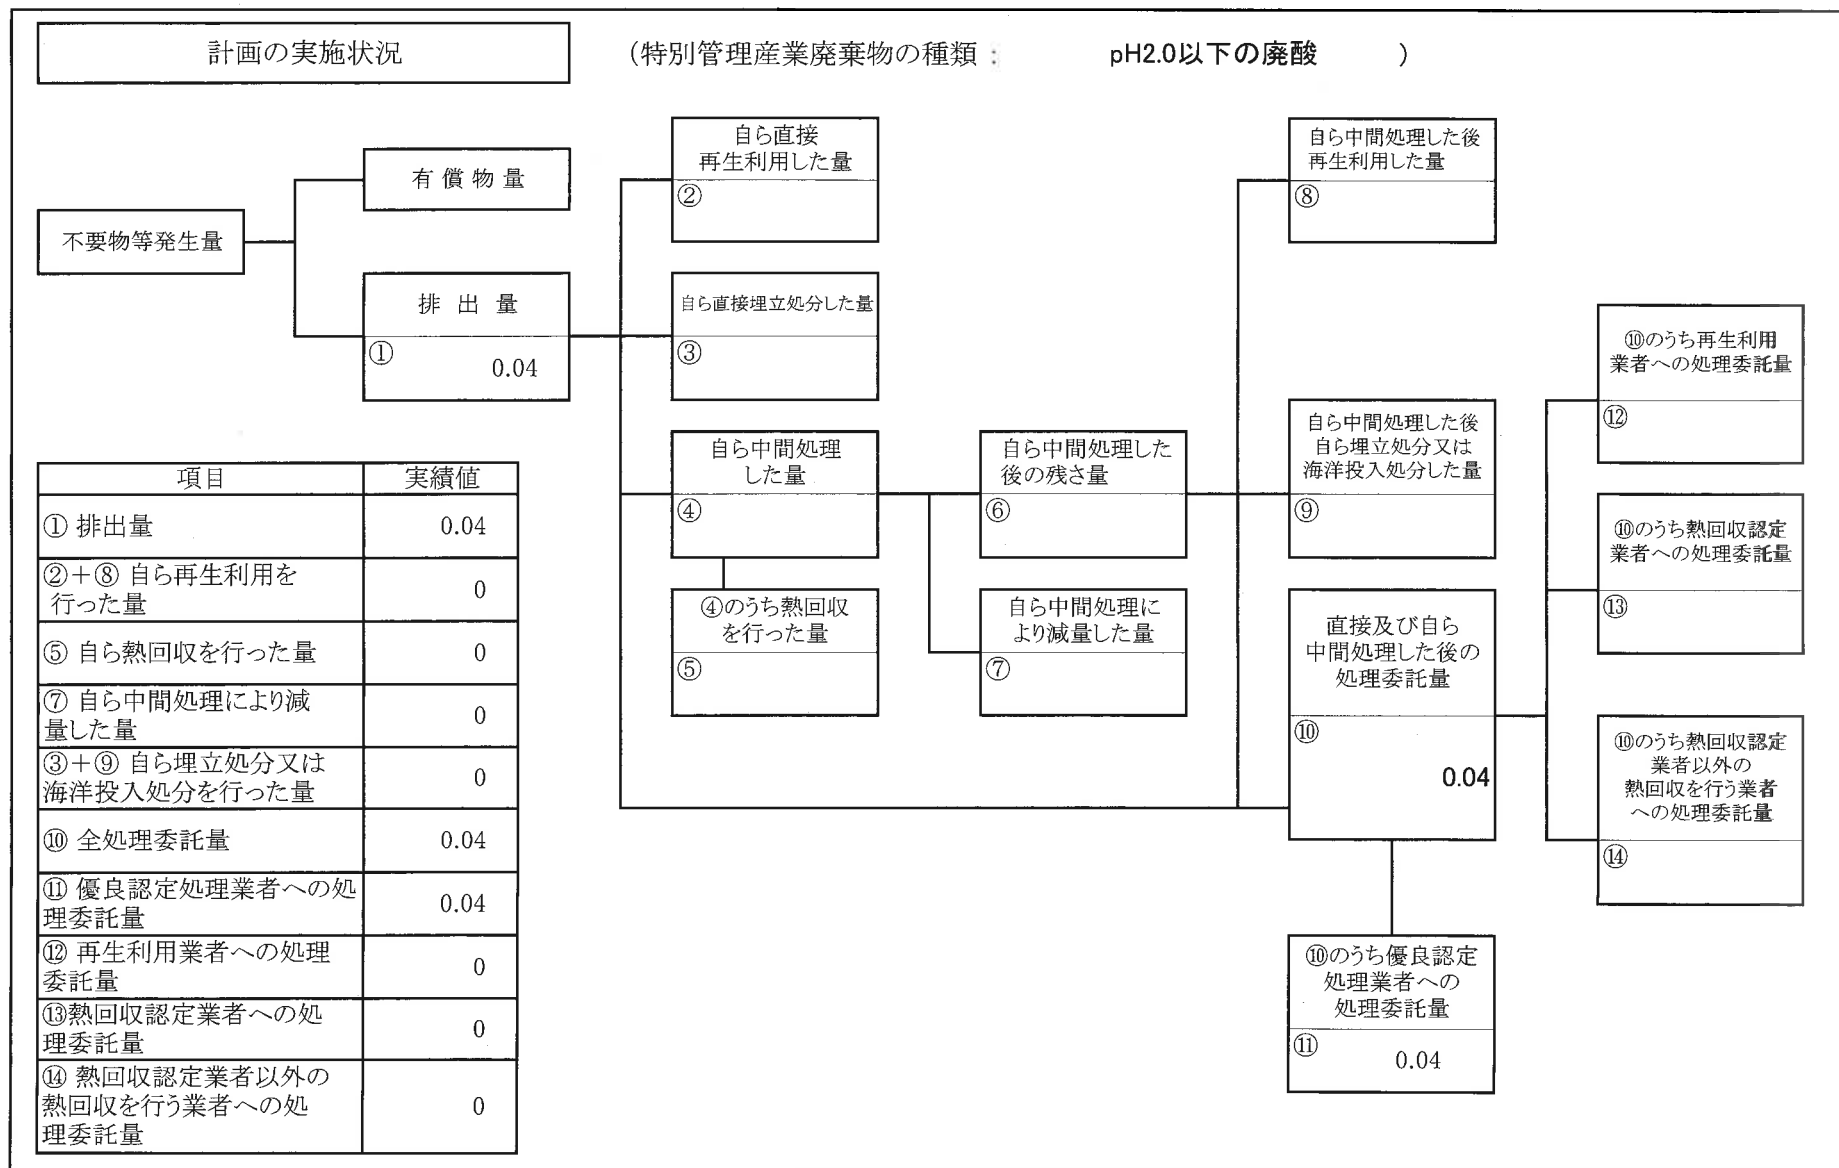 計画の実施状況
(特別管理産業廃棄物の種類： pH2.0以下の廃酸 )
不要物等発生量
有償物量
排出量
①
0.04
自ら直接
再生利用した量
②
自ら直接埋立処分した量
③
自ら中間処理
した量
④
④のうち熱回収
を行った量
⑤
自ら中間処理した
後の残さ量
⑥
自ら中間処理に
より減量した量
⑦
自ら中間処理した後
再生利用した量
⑧
自ら中間処理した後
自ら埋立処分又は
海洋投入処分した量
⑨
直接及び自ら
中間処理した後の
処理委託量
⑩
0.04
⑩のうち優良認定
処理業者への
処理委託量
⑪
0.04
⑩のうち再生利用
業者への処理委託量
⑫
⑩のうち熱回収認定
業者への処理委託量
⑬
⑩のうち熱回収認定
業者以外の
熱回収を行う業者
への処理委託量
⑭
項目 実績値
① 排出量 0.04
②＋⑧ 自ら再生利用を
行った量 0
⑤ 自ら熱回収を行った量 0
⑦ 自ら中間処理により減
量した量 0
③＋⑨ 自ら埋立処分又は
海洋投入処分を行った量 0
⑩ 全処理委託量 0.04
⑪ 優良認定処理業者への処
理委託量 0.04
⑫ 再生利用業者への処理
委託量 0
⑬熱回収認定業者への処
理委託量 0
⑭ 熱回収認定業者以外の
熱回収を行う業者への処
理委託量 0